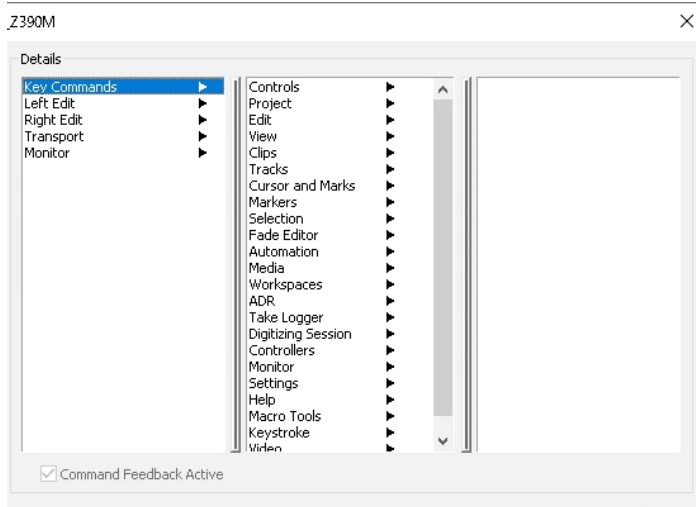 _Z390M
Details
Key Commands
Left Edit
Right Edit
Transport
Monitor
Controls
Project
Edit
View
Clips
Tracks
Cursor and Marks
Markers
Selection
Fade Editor
Automation
Media
Workspaces
ADR
Take Logger
Digitizing Session
Controllers
Monitor
Settings
Help
Macro Tools
Keystroke
Video
Command Feedback Active